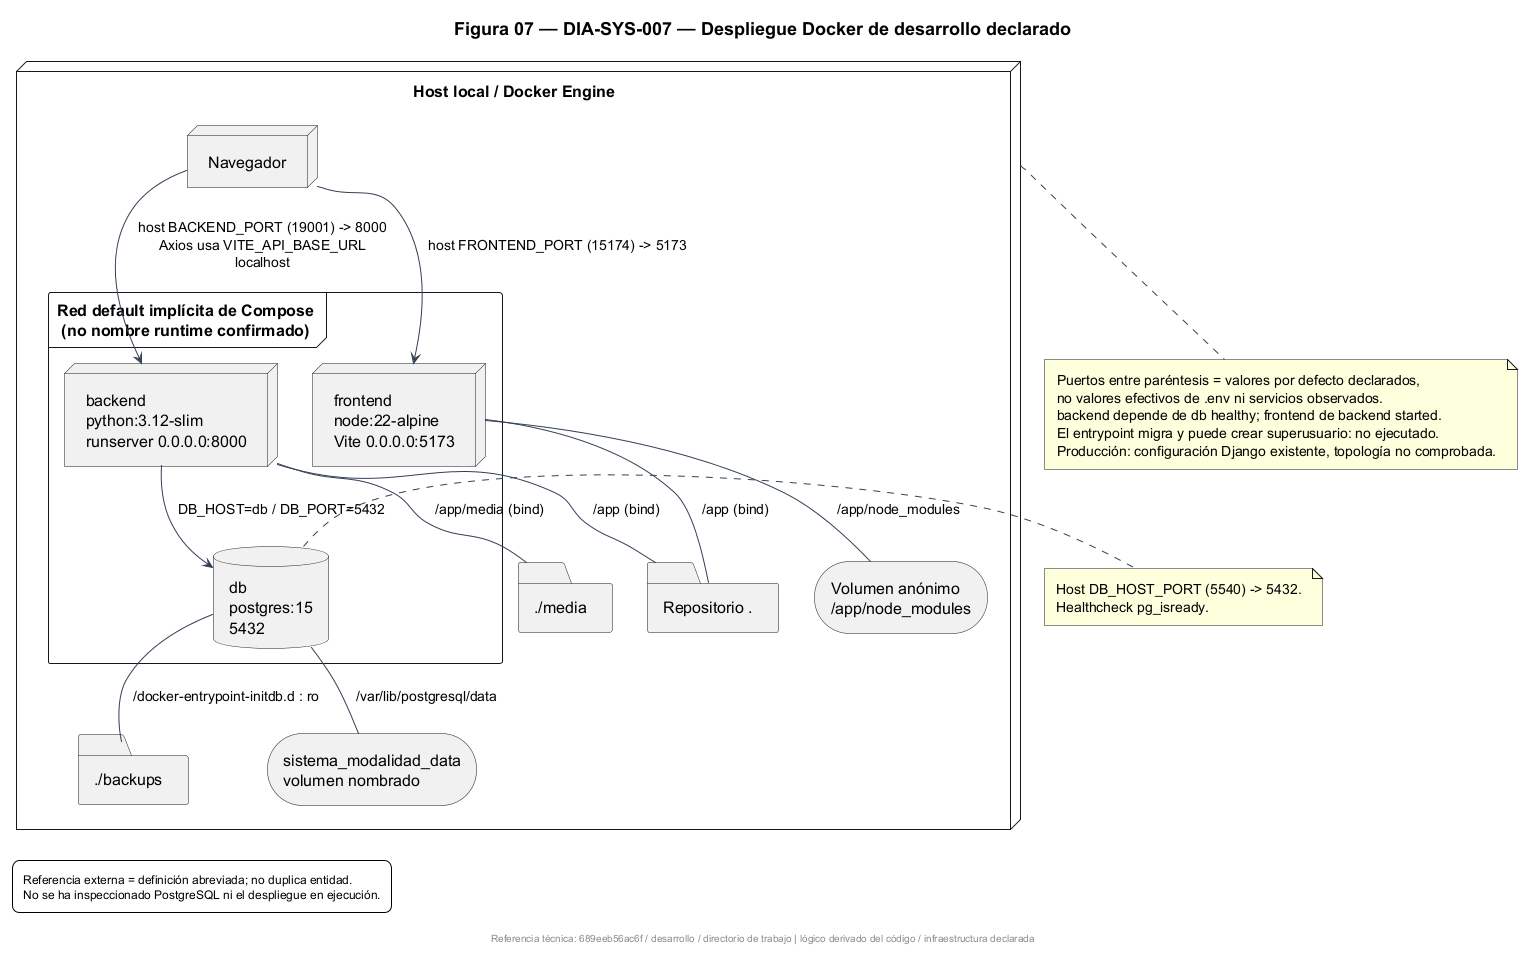 Figura 07 — DIA-SYS-007 — Despliegue Docker de desarrollo declarado
Host local / Docker Engine
Navegador
host BACKEND_PORT (19001) -> 8000
Axios usa VITE_API_BASE_URL
localhost
host FRONTEND_PORT (15174) -> 5173
Red default implícita de Compose
(no nombre runtime confirmado)
backend
python:3.12-slim
runserver 0.0.0.0:8000
frontend
node:22-alpine
Vite 0.0.0.0:5173
Puertos entre paréntesis = valores por defecto declarados,
no valores efectivos de .env ni servicios observados.
backend depende de db healthy; frontend de backend started.
El entrypoint migra y puede crear superusuario: no ejecutado.
Producción: configuración Django existente, topología no comprobada.
DB_HOST=db / DB_PORT=5432
/app/media (bind)
/app (bind)
/app (bind)
/app/node_modules
db
postgres:15
5432
./media
Repositorio .
Volumen anónimo
/app/node_modules
Host DB_HOST_PORT (5540) -> 5432.
Healthcheck pg_isready.
/docker-entrypoint-initdb.d : ro
/var/lib/postgresql/data
./backups
sistema_modalidad_data
volumen nombrado
Referencia externa = definición abreviada; no duplica entidad.
No se ha inspeccionado PostgreSQL ni el despliegue en ejecución.
Referencia técnica: 689eeb56ac6f / desarrollo / directorio de trabajo | lógico derivado del código / infraestructura declarada